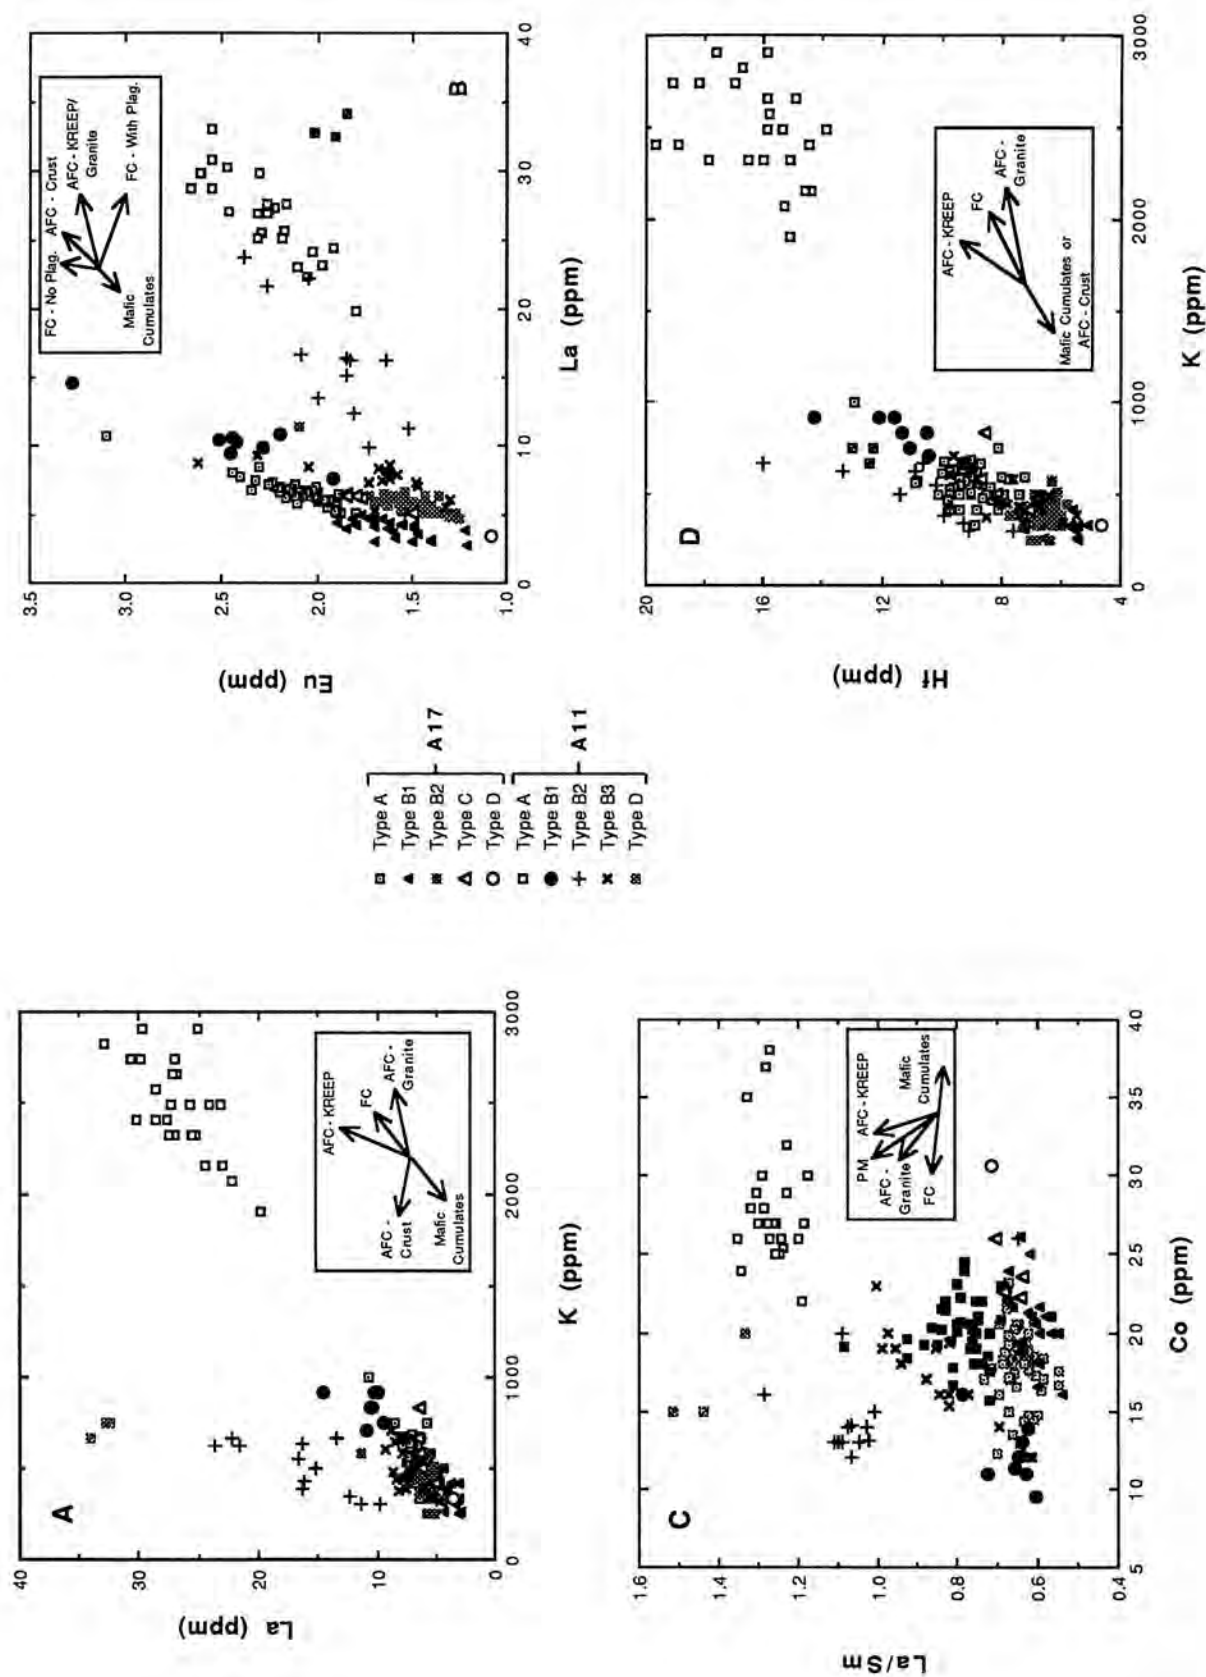 A
La (ppm)
40
30
20
10
0
0
1000
2000
3000
K (ppm)
AFC - KREEP
FC
AFC -
Granite
AFC -
Crust
Mafic
Cumulates
B
Eu (ppm)
3.5
3.0
2.5
2.0
1.5
1.0
0
10
20
30
40
La (ppm)
FC - No Plag.
AFC - Crust
AFC - KREEP/
Granite
FC - With Plag.
Mafic
Cumulates
Type A
Type B1
Type B2
Type C
Type D
A17
Type A
Type B1
Type B2
Type B3
Type D
A11
C
La/Sm
1.6
1.4
1.2
1.0
0.8
0.6
0.4
5
10
15
20
25
30
35
40
Co (ppm)
PM
AFC - KREEP
AFC -
Granite
FC
Mafic
Cumulates
D
Hf (ppm)
20
16
12
8
4
0
1000
2000
3000
K (ppm)
AFC - KREEP
FC
AFC -
Granite
Mafic Cumulates or
AFC - Crust